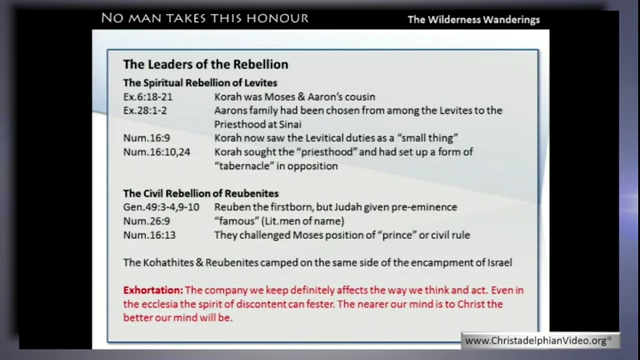 No man takes this honour
The Wilderness Wanderings
The Leaders of the Rebellion
The Spiritual Rebellion of Levites
Ex.6:18-21 Korah was Moses & Aaron's cousin
Ex.28:1-2 Aarons family had been chosen from among the Levites to the
Priesthood at Sinai
Num.16:9 Korah now saw the Levitical duties as a "small thing"
Num.16:10,24 Korah sought the "priesthood" and had set up a form of
"tabernacle" in opposition
The Civil Rebellion of Reubenites
Gen.49:3-4,9-10 Reuben the firstborn, but Judah given pre-eminence
Num.26:9 "famous" (Lit.men of name)
Num.16:13 They challenged Moses position of "prince" or civil rule
The Kohathites & Reubenites camped on the same side of the encampment of Israel
Exhortation: The company we keep definitely affects the way we think and act. Even in
the ecclesia the spirit of discontent can fester. The nearer our mind is to Christ the
better our mind will be.
www.ChristadelphianVideo.org®